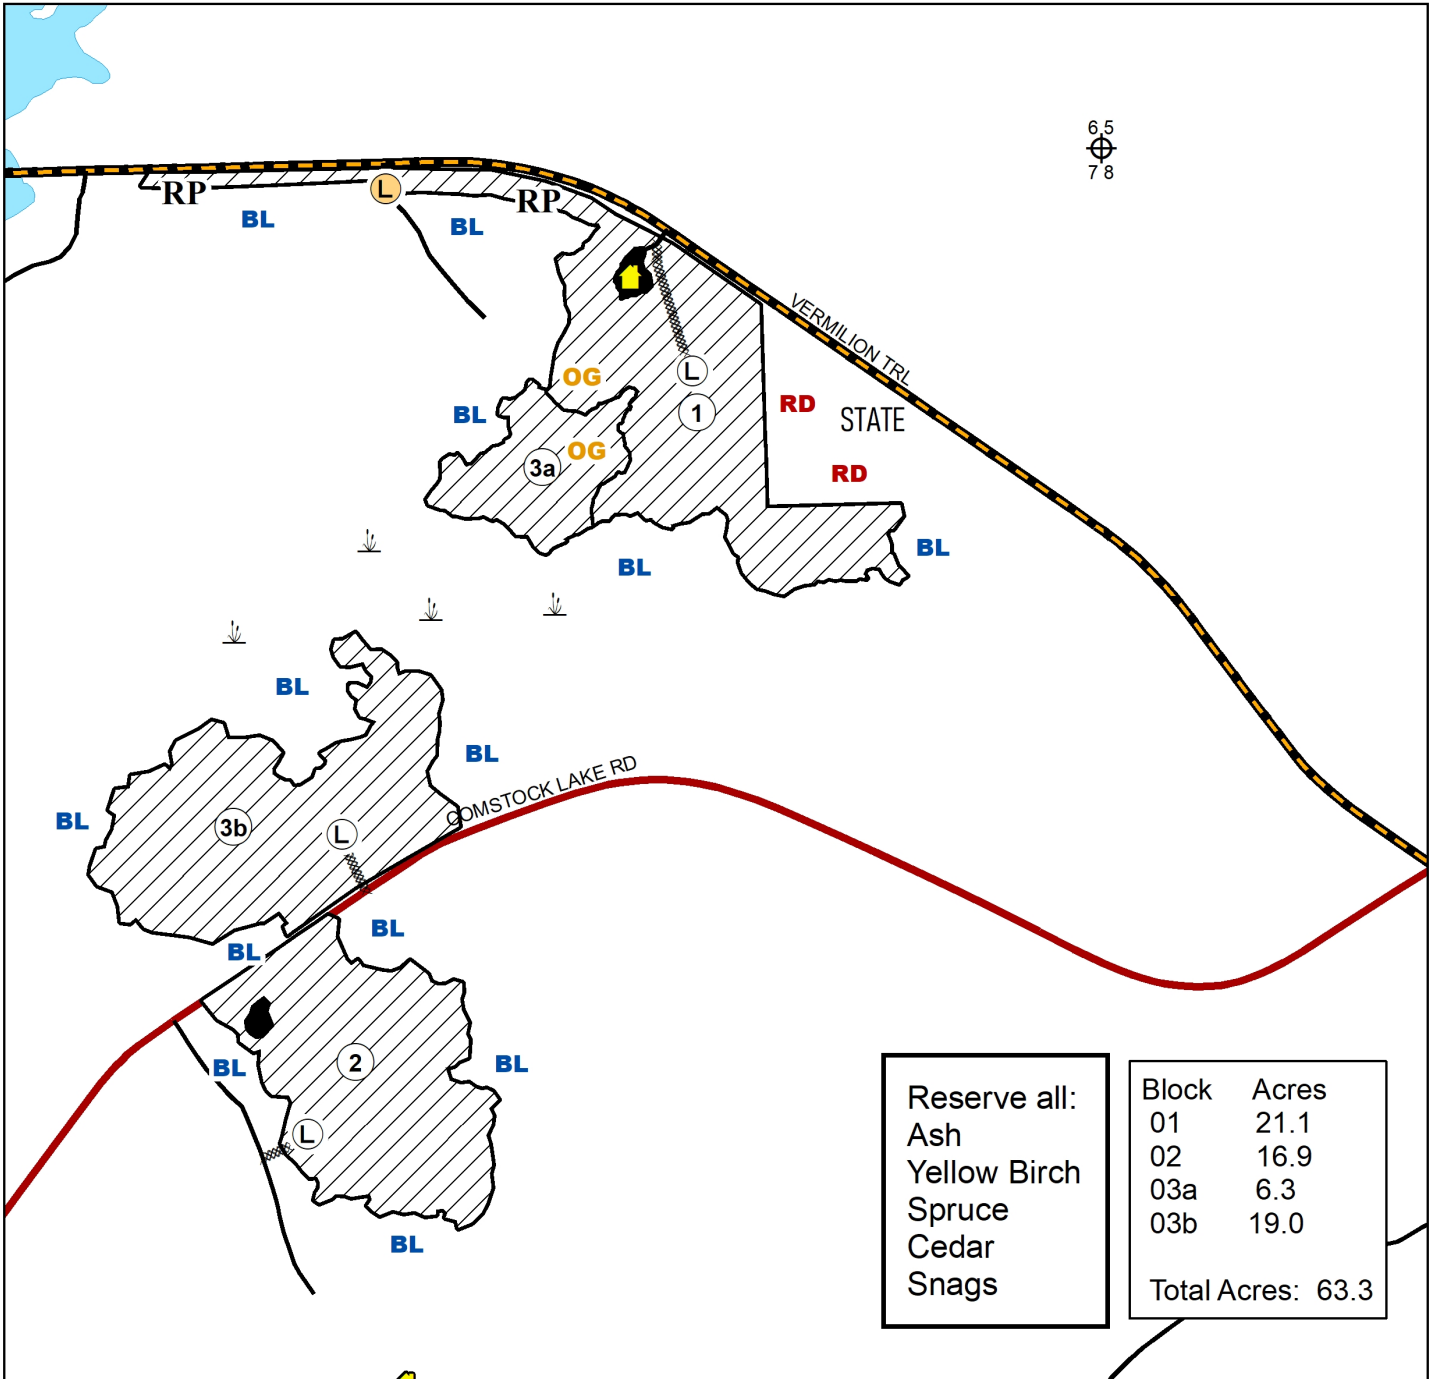 6 5
7 8
RP
L
RP
BL
BL
VERMILION TRL
L
OG
RD
STATE
BL
1
OG
3a
RD
BL
BL
BL
BL
COMSTOCK LAKE RD
BL
3b
L
BL
BL
2
BL
BL
L
BL
Reserve all:
Ash
Yellow Birch
Spruce
Cedar
Snags
Block Acres
01 21.1
02 16.9
03a 6.3
03b 19.0
Total Acres: 63.3